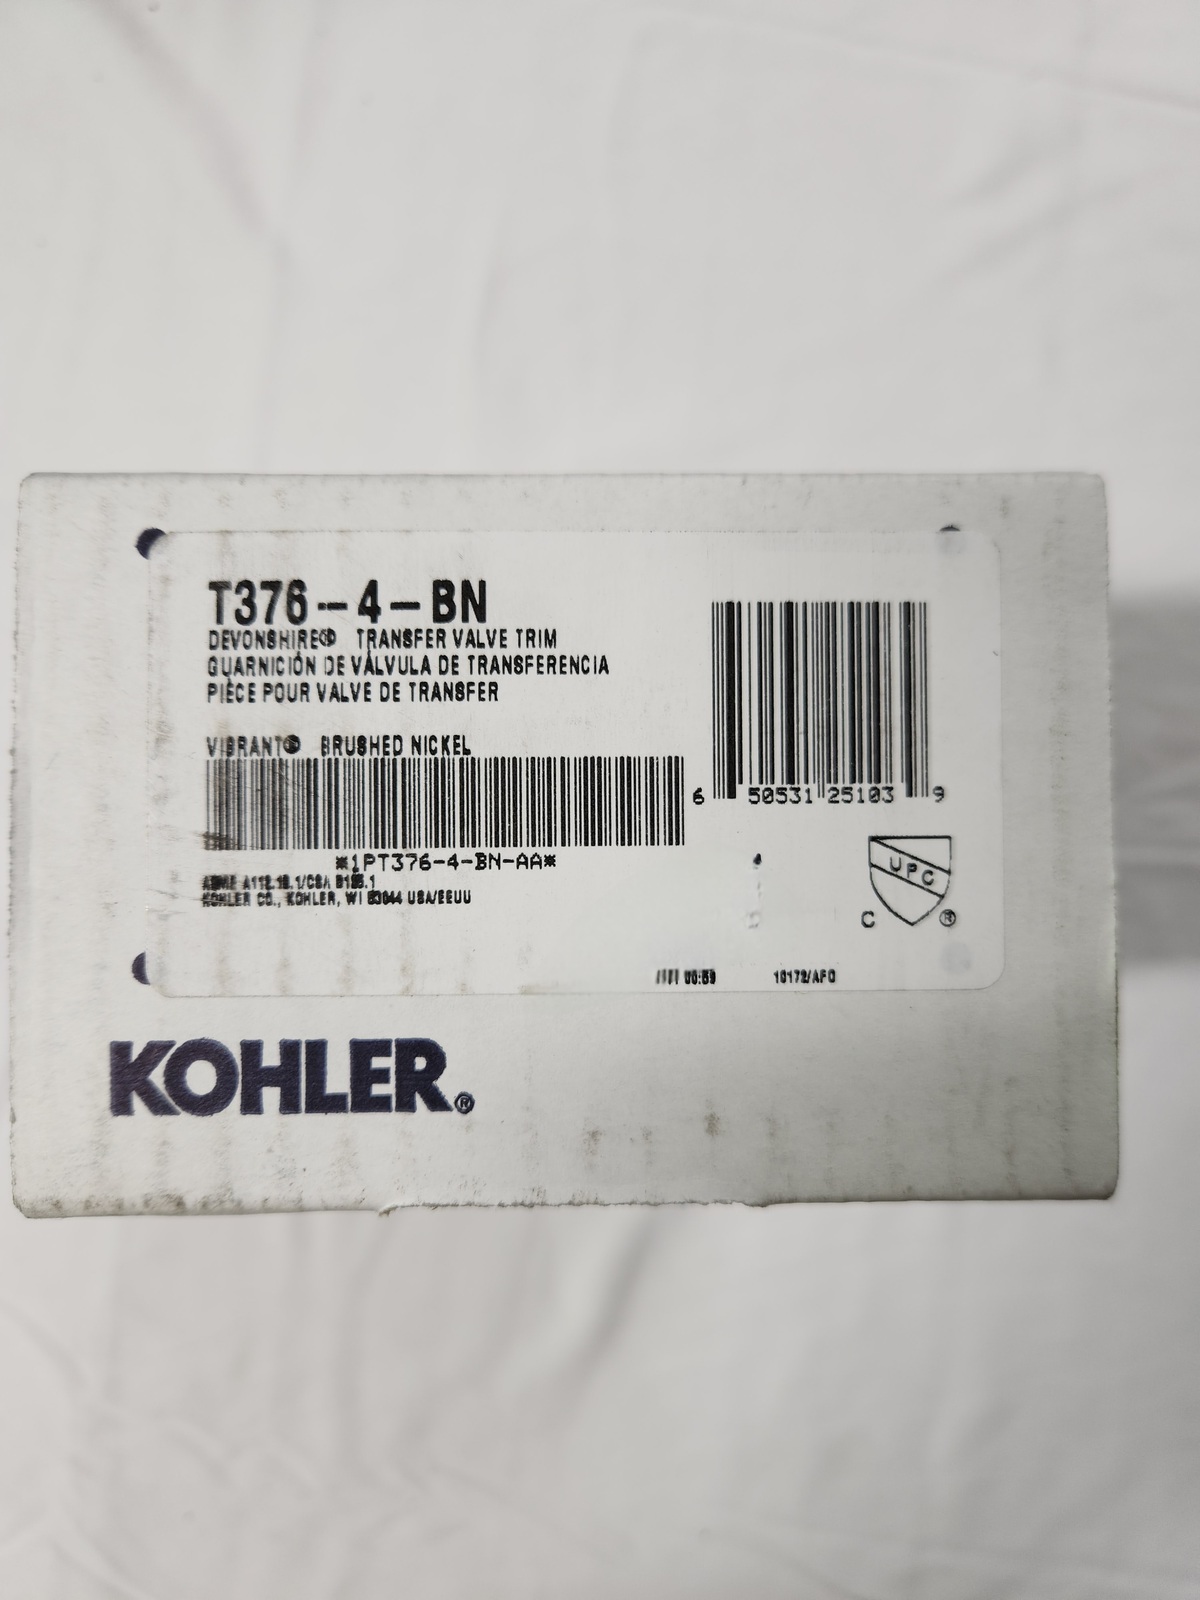 T376-4-BN
DEVONSHIRE® TRANSFER VALVE TRIM
GUARNICIÓN DE VÁLVULA DE TRANSFERENCIA
PIÈCE POUR VALVE DE TRANSFER
VIBRANT® BRUSHED NICKEL
*1PT376-4-BN-AA*
KOHLER CO., KOHLER, WI 53044 USA/EEUU
6 50531 25103 9
UPC
C ®
KOHLER®